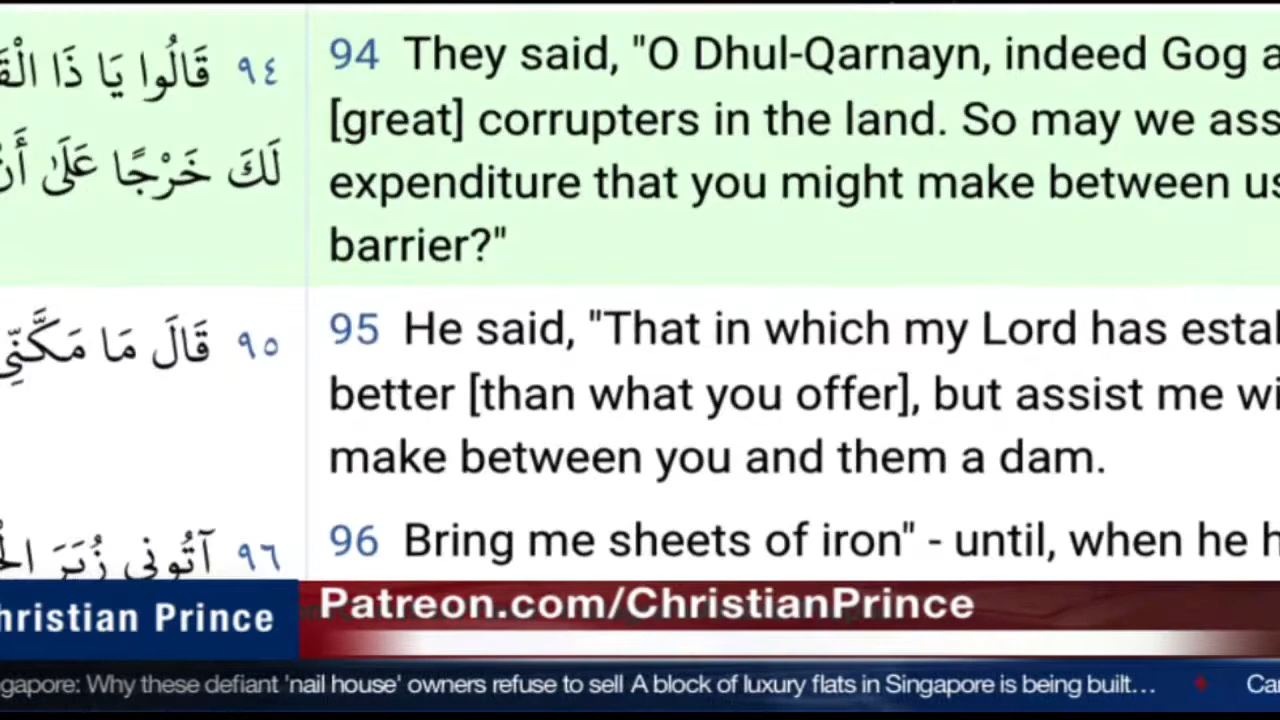 ٩٤ قَالُوا يَا ذَا
94 They said, "O Dhul-Qarnayn, indeed Gog a
[great] corrupters in the land. So may we ass
لَكَ خَرْجًا عَلَىٰ
expenditure that you might make between us
barrier?"
٩٥ قَالَ مَا مَكَّنِّي
95 He said, "That in which my Lord has estal
better [than what you offer], but assist me wi
make between you and them a dam.
٩٦ آتُونِي زُبَرَ
96 Bring me sheets of iron" - until, when he h
hristian Prince
Patreon.com/ChristianPrince
gapore: Why these defiant 'nail house' owners refuse to sell A block of luxury flats in Singapore is being built… Ca